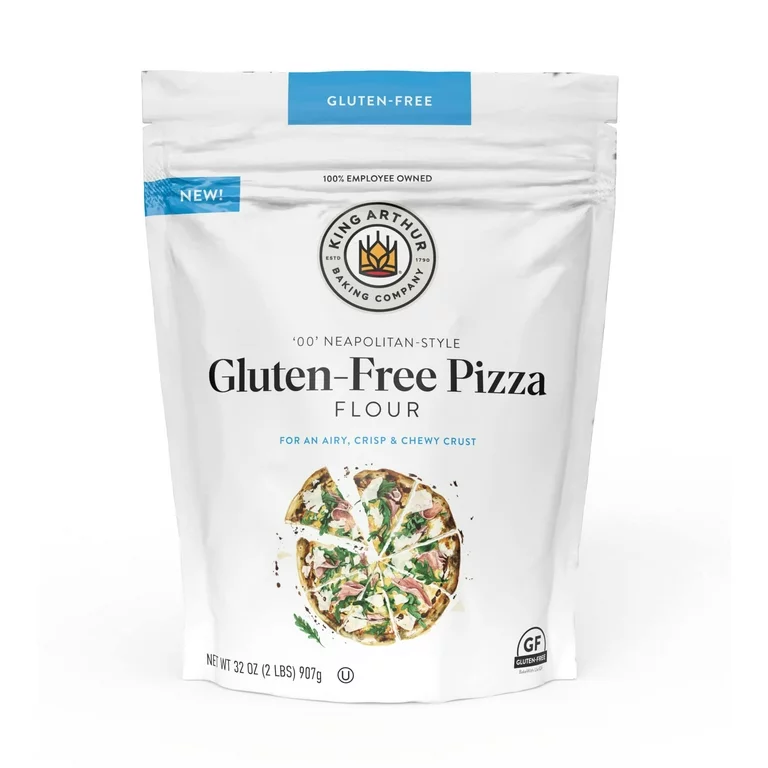 GLUTEN-FREE
100% EMPLOYEE OWNED
NEW!
KING ARTHUR
ESTD 1790
BAKING COMPANY
‘00’ NEAPOLITAN-STYLE
Gluten-Free Pizza
FLOUR
FOR AN AIRY, CRISP & CHEWY CRUST
GF
GLUTEN-FREE
NET WT 32 OZ (2 LBS) 907g U